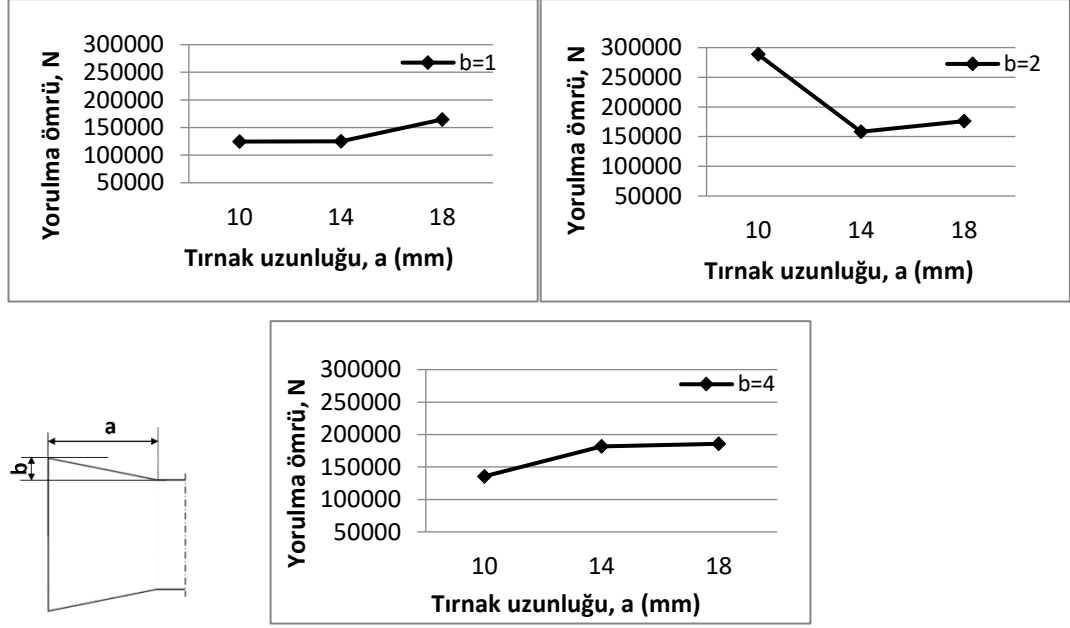 Yorulma ömrü, N
300000
250000
200000
150000
100000
50000
b=1
10 14 18
Tırnak uzunluğu, a (mm)
Yorulma ömrü, N
300000
250000
200000
150000
100000
50000
b=2
10 14 18
Tırnak uzunluğu, a (mm)
a
b
Yorulma ömrü, N
300000
250000
200000
150000
100000
50000
b=4
10 14 18
Tırnak uzunluğu, a (mm)